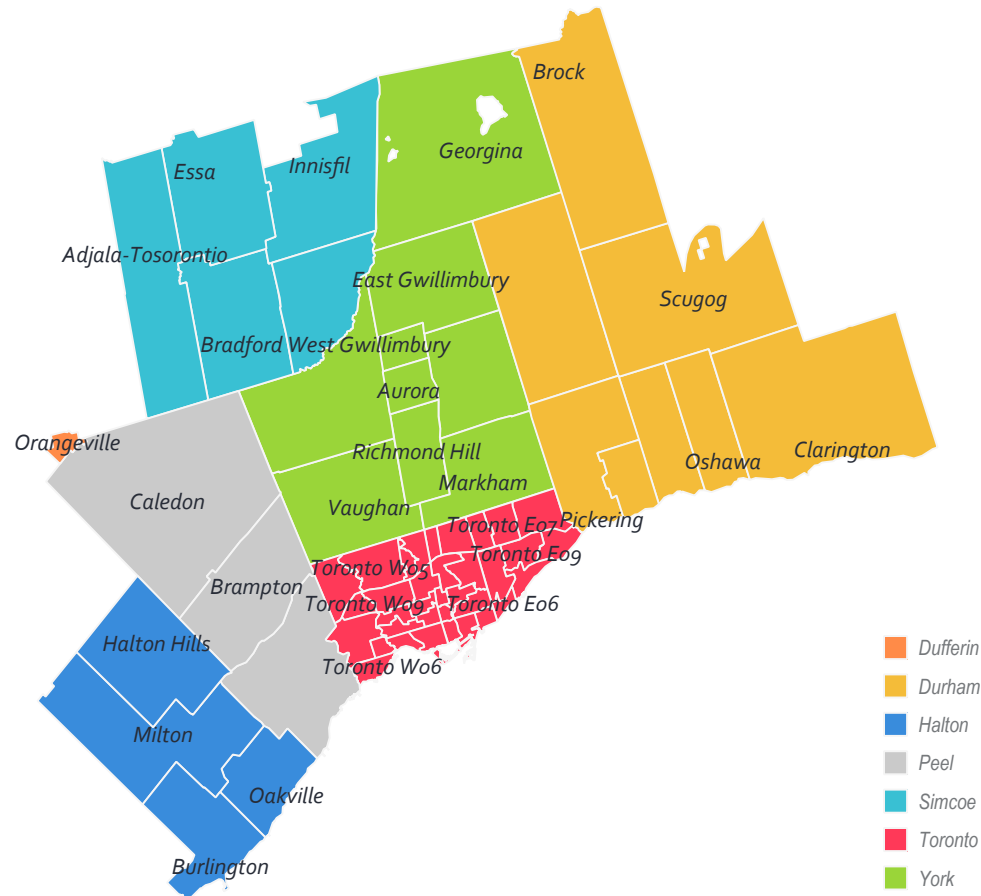 Brock
Georgina
Innisfil
Essa
Adjala-Tosorontio
East Gwillimbury
Scugog
Bradford West Gwillimbury
Aurora
Orangeville
Richmond Hill
Clarington
Oshawa
Markham
Caledon
Vaughan
Pickering
Toronto E07
Toronto E09
Toronto W05
Brampton
Toronto W09
Toronto E06
Halton Hills
Toronto W06
Milton
Oakville
Burlington
Dufferin
Durham
Halton
Peel
Simcoe
Toronto
York